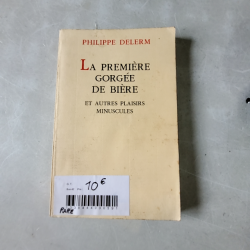 PHILIPPE DELERM
LA PREMIÈRE
GORGÉE
DE BIÈRE
ET AUTRES PLAISIRS
MINUSCULES
10€